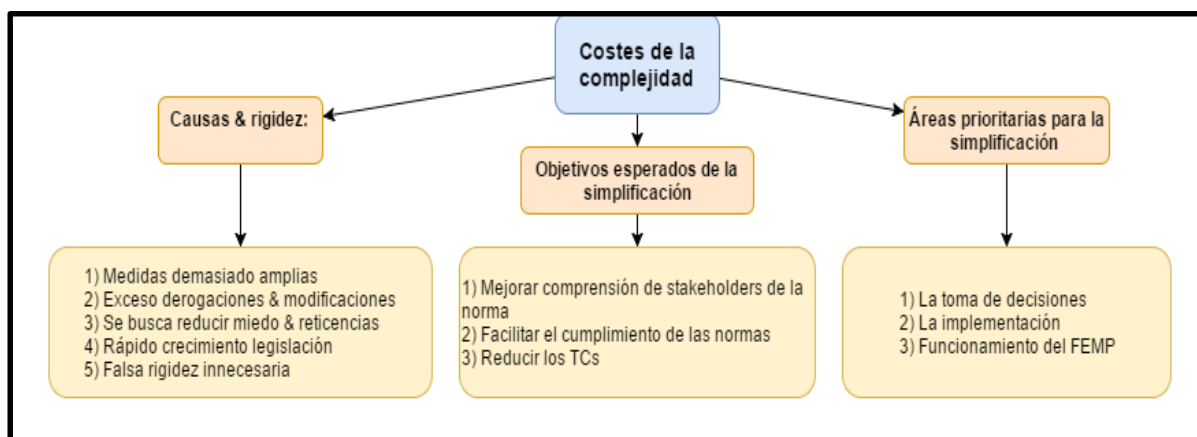 Costes de la
complejidad
Causas & rigidez:
Objetivos esperados de la
simplificación
Áreas prioritarias para la
simplificación
1) Medidas demasiado amplias
2) Exceso derogaciones & modificaciones
3) Se busca reducir miedo & reticencias
4) Rápido crecimiento legislación
5) Falsa rigidez innecesaria
1) Mejorar comprensión de stakeholders de la
norma
2) Facilitar el cumplimiento de las normas
3) Reducir los TCs
1) La toma de decisiones
2) La implementación
3) Funcionamiento del FEMP